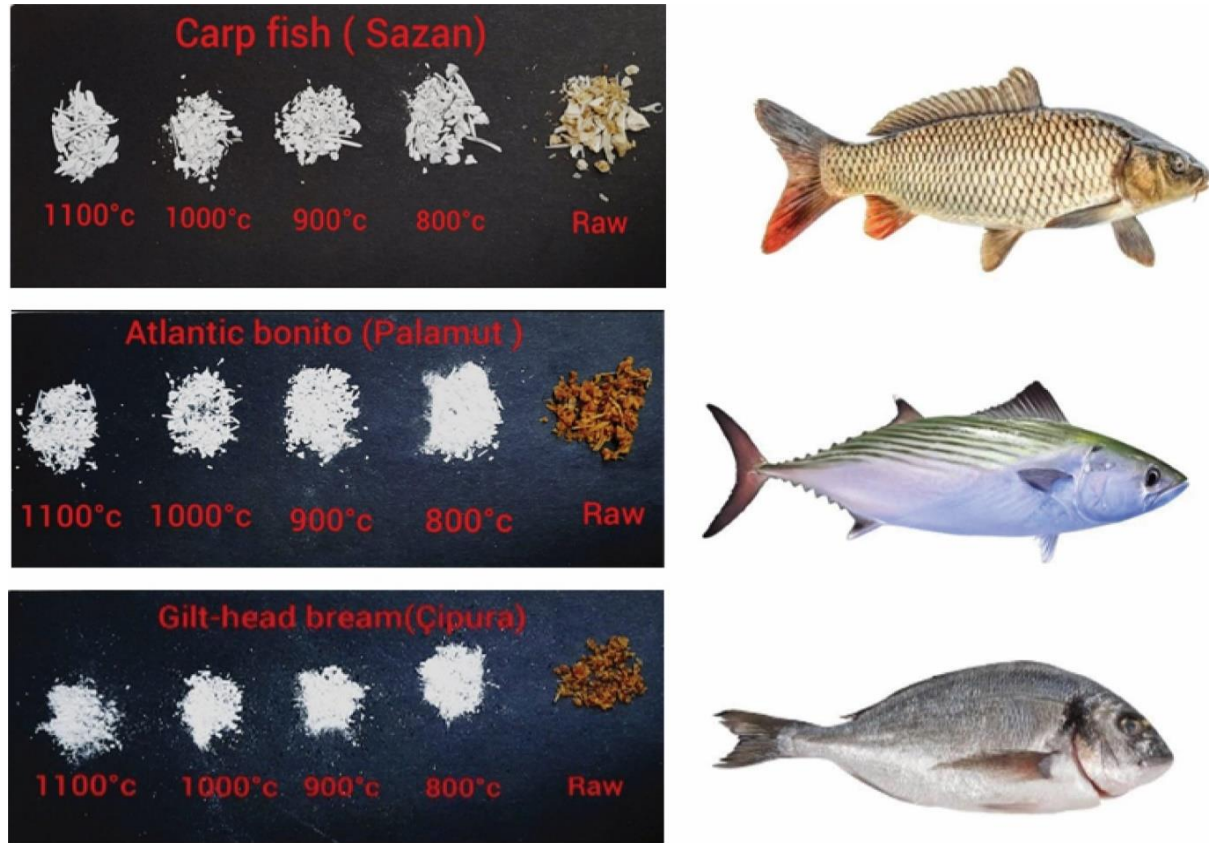 Carp fish ( Sazan)
1100°c 1000°c 900°c 800°c Raw
Atlantic bonito (Palamut )
1100°c 1000°c 900°c 800°c Raw
Gilt-head bream(Çipura)
1100°c 1000°c 900°c 800°c Raw